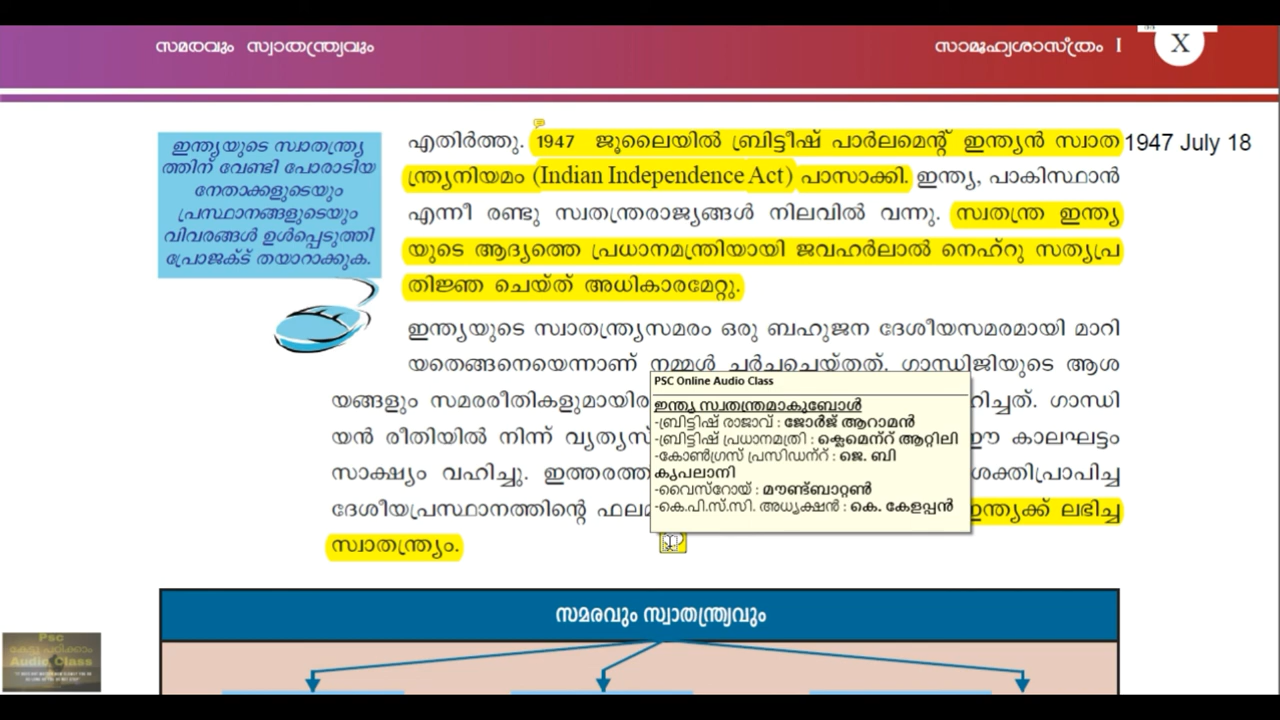 സമരവും സ്വാതന്ത്ര്യവും
സാമൂഹ്യശാസ്ത്രം I
X
ഇന്ത്യയുടെ സ്വാതന്ത്ര്യ
ത്തിന് വേണ്ടി പോരാടിയ
നേതാക്കളുടെയും
പ്രസ്ഥാനങ്ങളുടെയും
വിവരങ്ങൾ ഉൾപ്പെടുത്തി
പ്രോജക്ട് തയാറാക്കുക.
എതിർത്തു. 1947 ജൂലൈയിൽ ബ്രിട്ടീഷ് പാർലമെന്റ് ഇന്ത്യൻ സ്വാത
1947 July 18
ന്ത്ര്യനിയമം (Indian Independence Act) പാസാക്കി. ഇന്ത്യ, പാകിസ്ഥാൻ
എന്നീ രണ്ടു സ്വതന്ത്രരാജ്യങ്ങൾ നിലവിൽ വന്നു. സ്വതന്ത്ര ഇന്ത്യ
യുടെ ആദ്യത്തെ പ്രധാനമന്ത്രിയായി ജവഹർലാൽ നെഹ്റു സത്യപ്ര
തിജ്ഞ ചെയ്ത് അധികാരമേറ്റു.
ഇന്ത്യയുടെ സ്വാതന്ത്ര്യസമരം ഒരു ബഹുജന ദേശീയസമരമായി മാറി
യതെങ്ങനെയെന്നാണ് നമ്മൾ ചർച്ചചെയ്തത്. ഗാന്ധിജിയുടെ ആശ
യങ്ങളും സമരരീതികളുമായിര ഹിച്ചത്. ഗാന്ധി
യൻ രീതിയിൽ നിന്ന് വ്യത്യസ് ഈ കാലഘട്ടം
സാക്ഷ്യം വഹിച്ചു. ഇത്തരത്ത ശക്തിപ്രാപിച്ച
ദേശീയപ്രസ്ഥാനത്തിന്റെ ഫലമ ഇന്ത്യക്ക് ലഭിച്ച
സ്വാതന്ത്ര്യം.
PSC Online Audio Class
ഇന്ത്യ സ്വതന്ത്രമാകുബോൾ
-ബ്രിട്ടിഷ് രാജാവ് : ജോർജ് ആറാമൻ
-ബ്രിട്ടിഷ് പ്രധാനമത്രി : ക്ലെമെന്റ് ആറ്റിലി
-കോൺഗ്രസ് പ്രസിഡന്റ് : ജെ. ബി
കൃപലാനി
-വൈസ്റോയ് : മൗണ്ട്ബാറ്റൺ
-കെ.പി.സ്.സി. അധ്യക്ഷൻ : കെ. കേളപ്പൻ
സമരവും സ്വാതന്ത്ര്യവും
Psc
കേട്ടു പഠിക്കാം
Audio Class